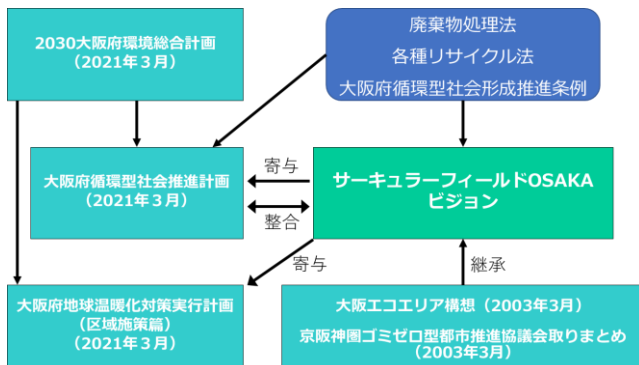 2030大阪府環境総合計画
（2021年３月）
廃棄物処理法
各種リサイクル法
大阪府循環型社会形成推進条例
大阪府循環型社会推進計画
（2021年３月）
寄与
整合
サーキュラーフィールドOSAKA
ビジョン
寄与
継承
大阪府地球温暖化対策実行計画
（区域施策篇）
（2021年３月）
大阪エコエリア構想（2003年3月）
京阪神圏ゴミゼロ型都市推進協議会取りまとめ
（2003年3月）